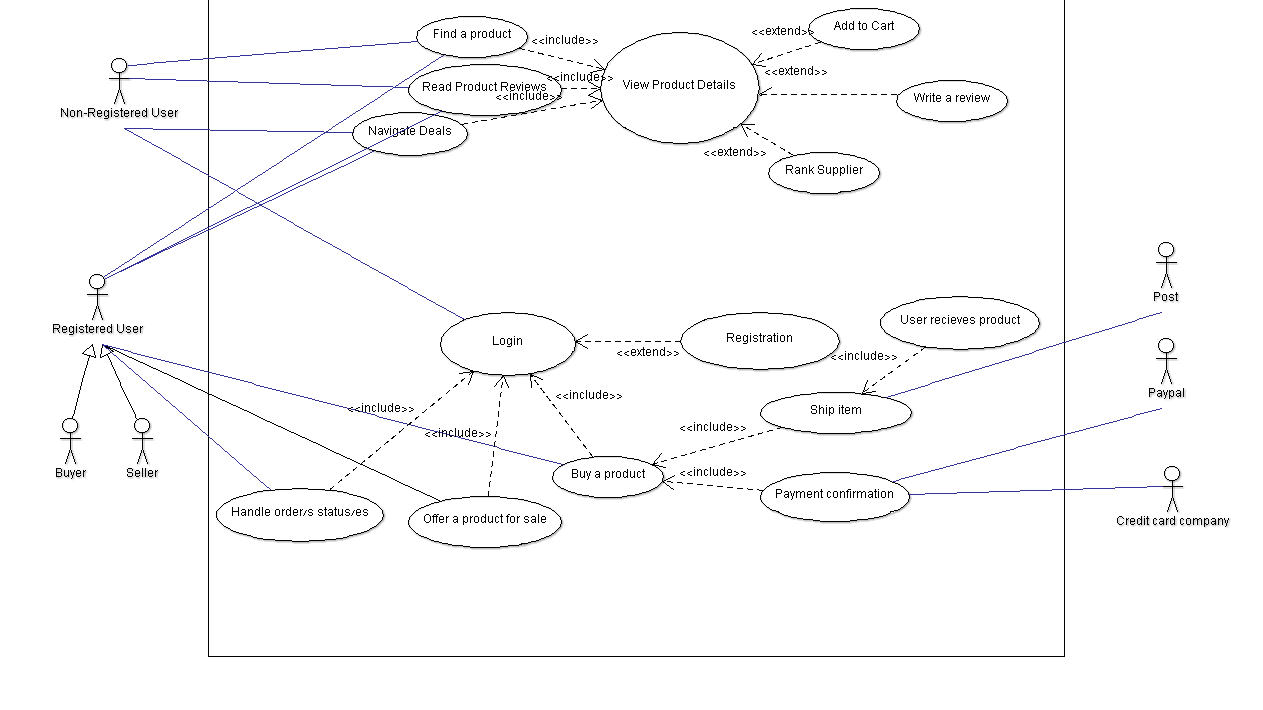 Add to Cart
<<extend>>
Find a product
<<include>>
<<extend>>
<<include>>
View Product Details
Read Product Reviews
<<include>>
Write a review
Non-Registered User
Navigate Deals
<<extend>>
Rank Supplier
Post
Registered User
User recieves product
Login
Registration
<<extend>>
<<include>>
Paypal
<<include>>
<<include>>
Ship item
<<include>>
<<include>>
Buyer
Seller
Buy a product
<<include>>
Payment confirmation
Handle order/s status/es
Offer a product for sale
Credit card company